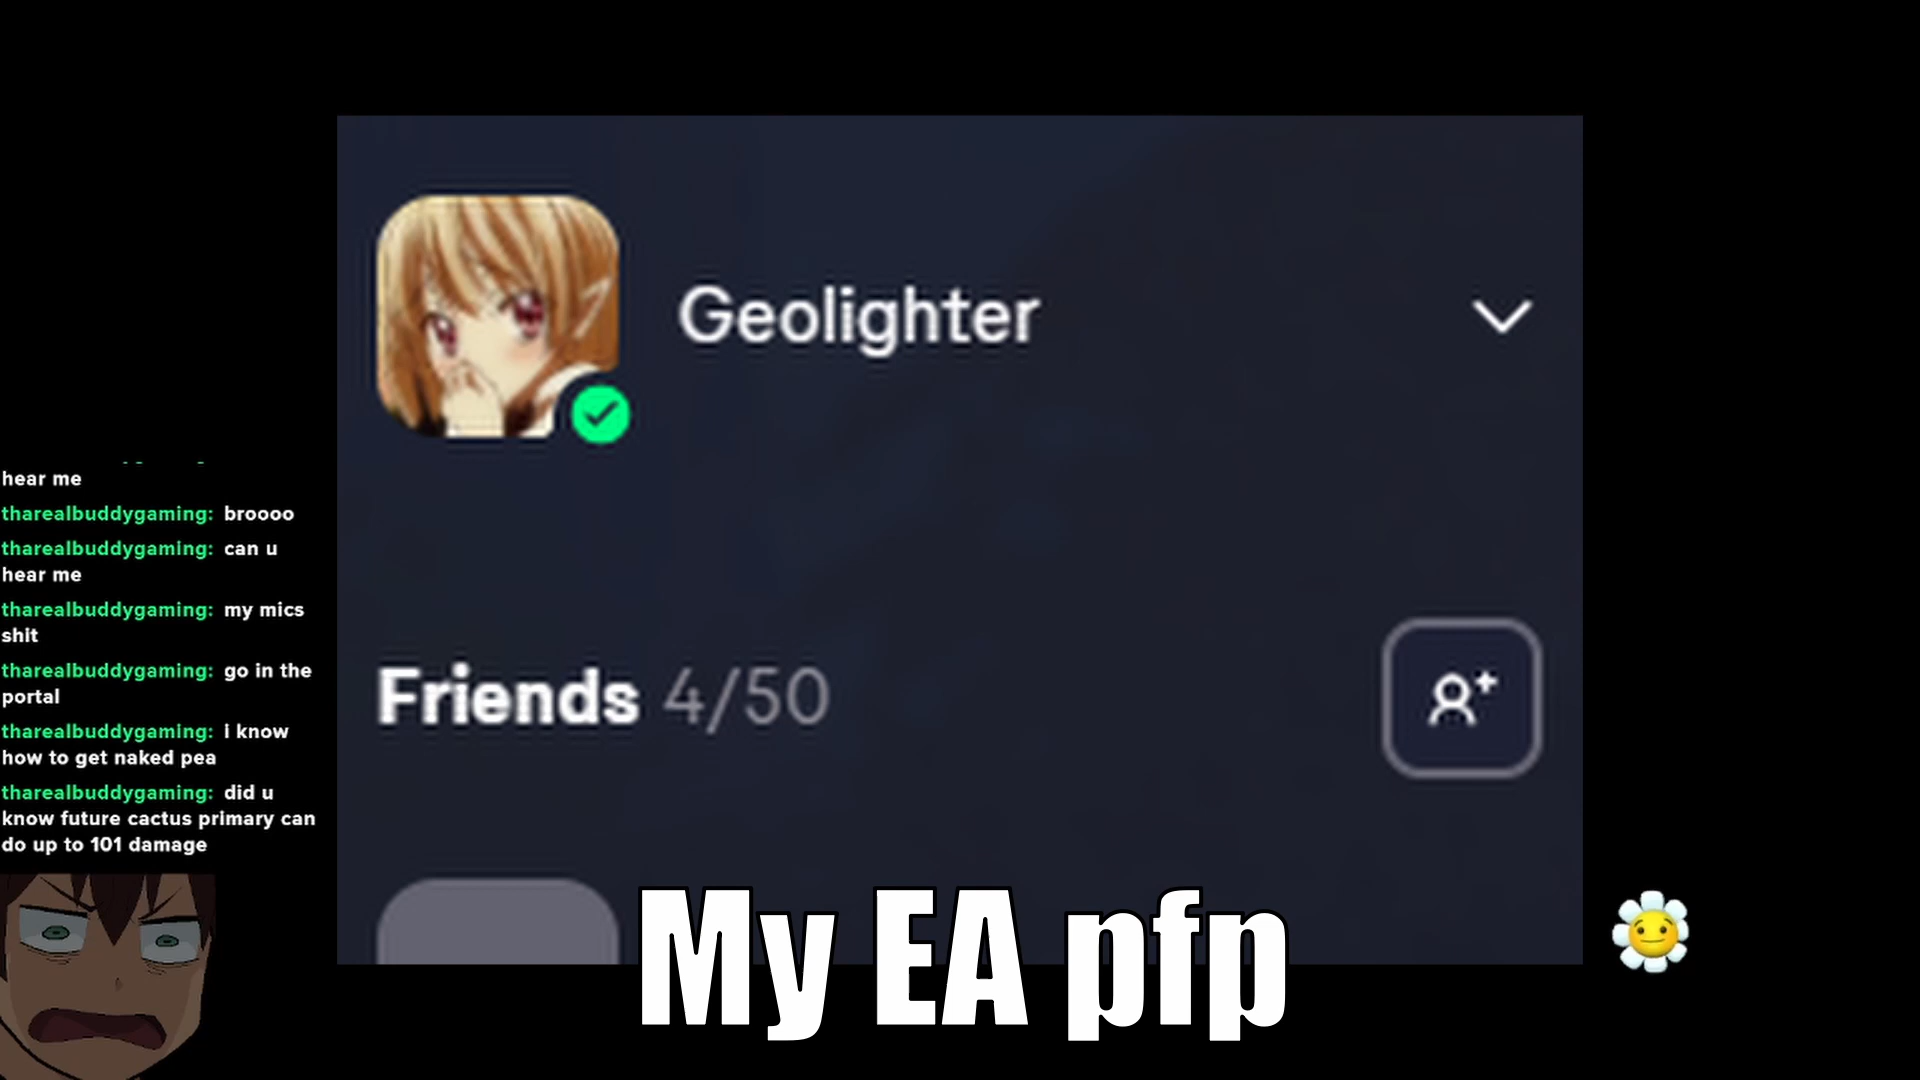 Geolighter
Friends 4/50
hear me
tharealbuddygaming: broooo
tharealbuddygaming: can u
hear me
tharealbuddygaming: my mics
shit
tharealbuddygaming: go in the
portal
tharealbuddygaming: i know
how to get naked pea
tharealbuddygaming: did u
know future cactus primary can
do up to 101 damage
My EA pfp